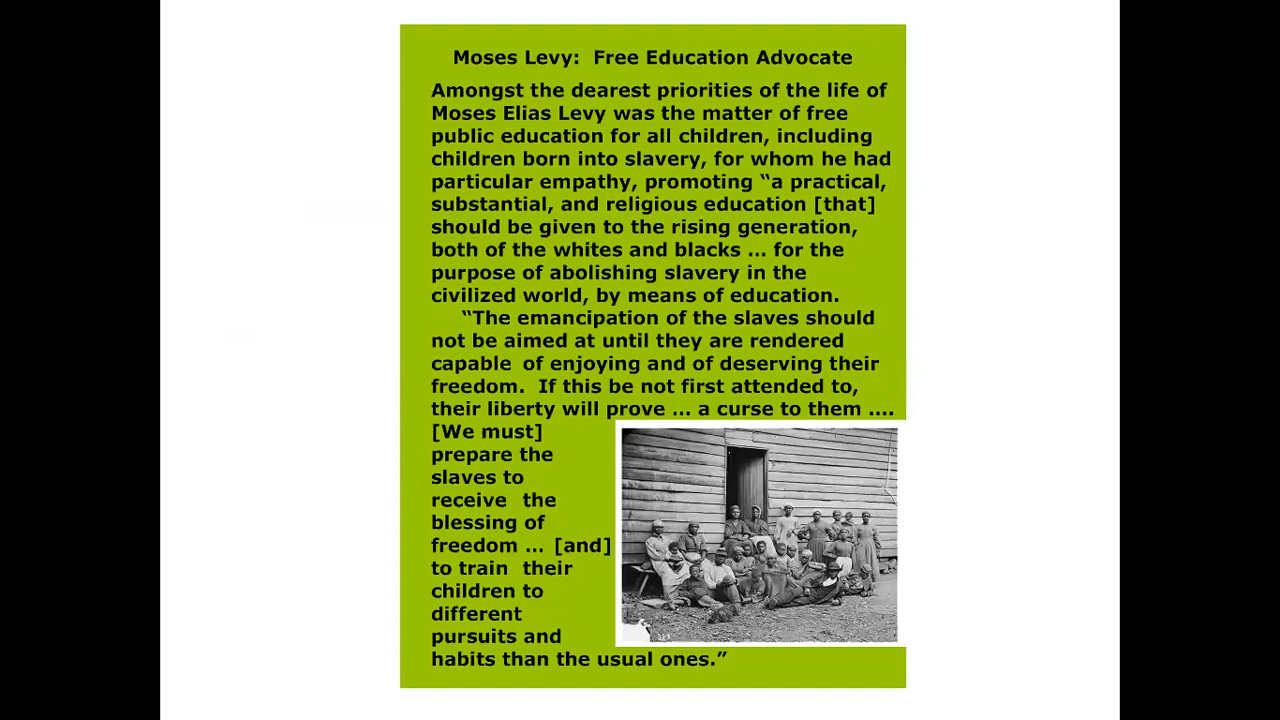 Moses Levy:  Free Education Advocate
Amongst the dearest priorities of the life of
Moses Elias Levy was the matter of free
public education for all children, including
children born into slavery, for whom he had
particular empathy, promoting “a practical,
substantial, and religious education [that]
should be given to the rising generation,
both of the whites and blacks … for the
purpose of abolishing slavery in the
civilized world, by means of education.
“The emancipation of the slaves should
not be aimed at until they are rendered
capable  of enjoying and of deserving their
freedom.  If this be not first attended to,
their liberty will prove … a curse to them ….
[We must]
prepare the
slaves to
receive  the
blessing of
freedom … [and]
to train  their
children to
different
pursuits and
habits than the usual ones.”